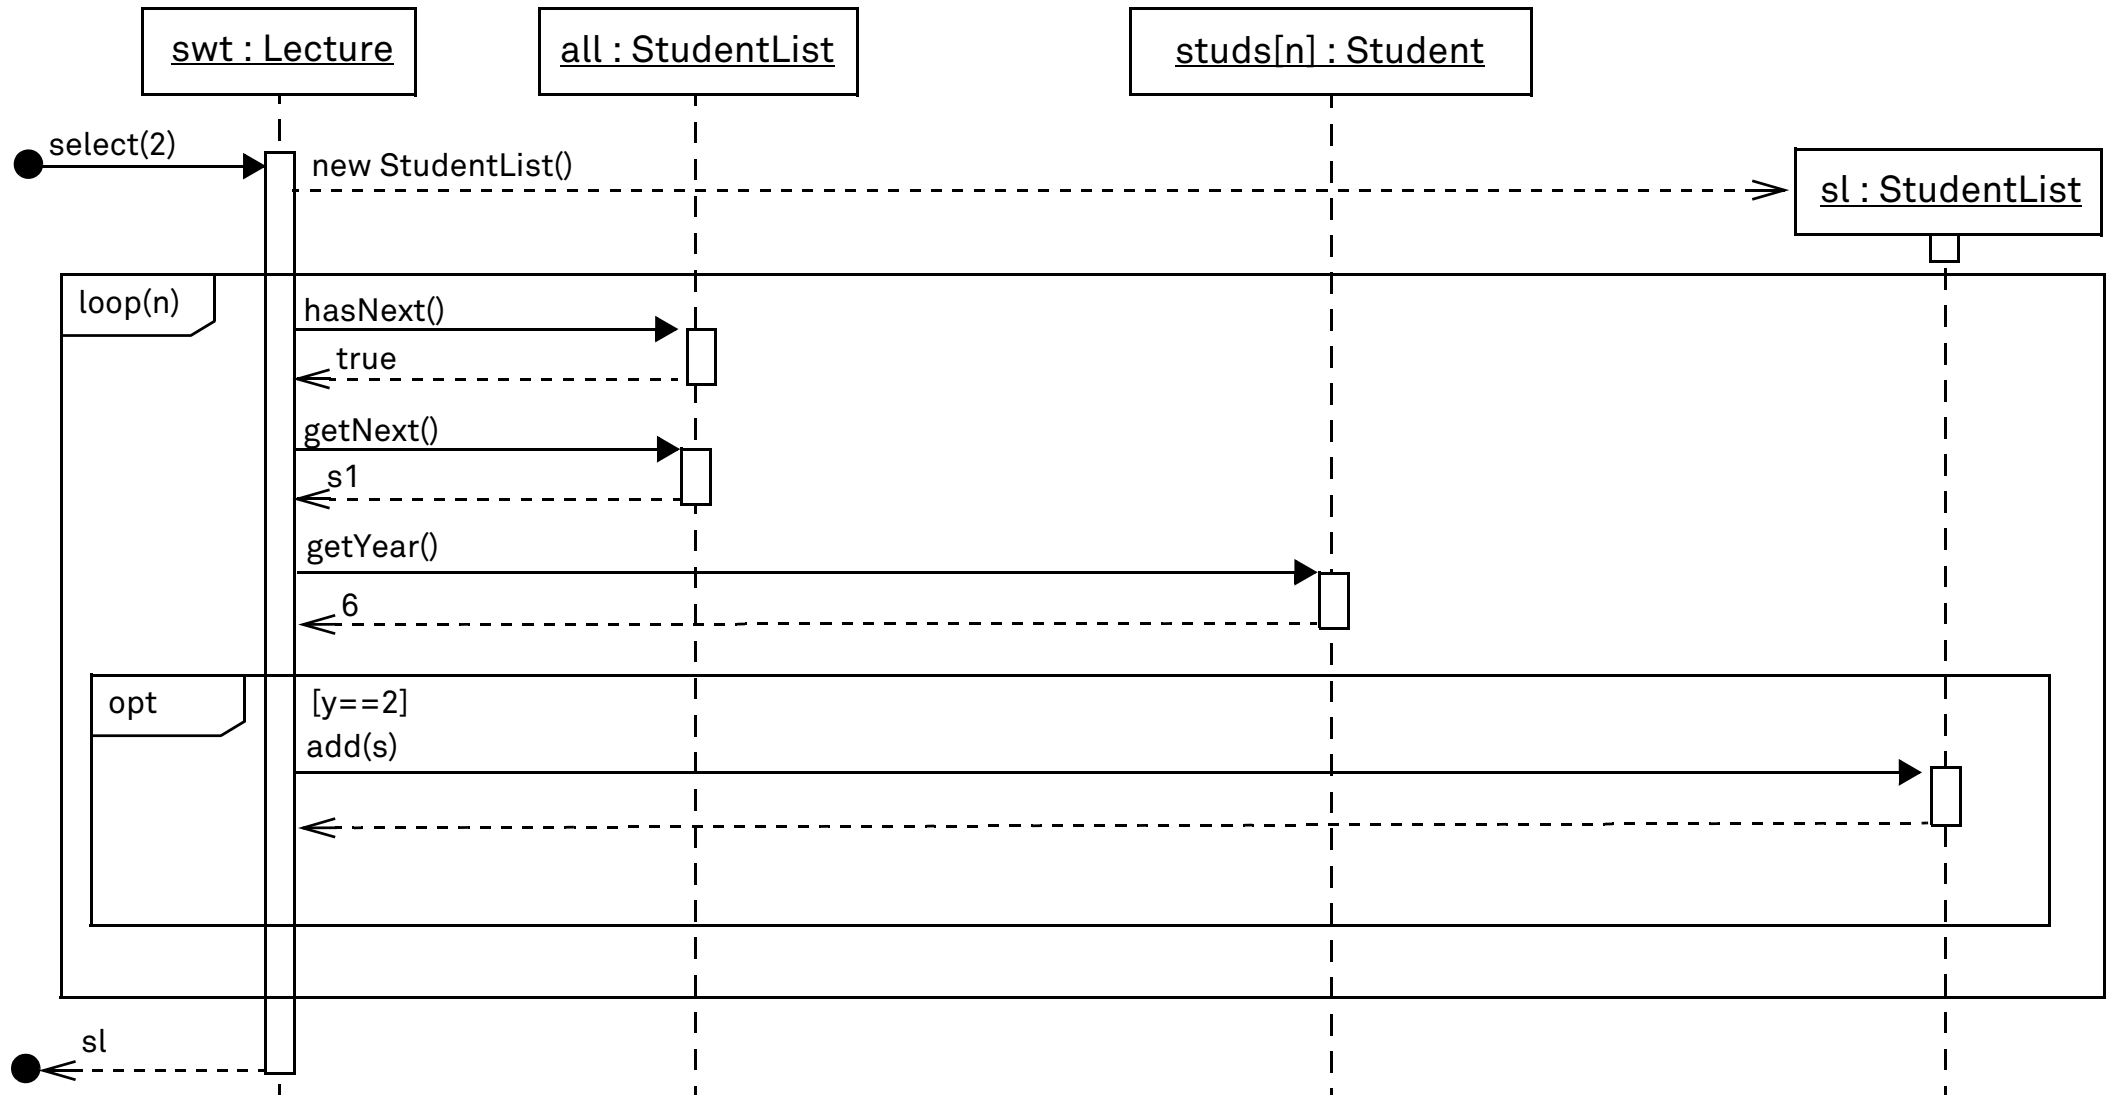 swt : Lecture
all : StudentList
studs[n] : Student
select(2)
new StudentList()
sl : StudentList
loop(n)
hasNext()
true
getNext()
s1
getYear()
6
opt
[y==2]
add(s)
sl